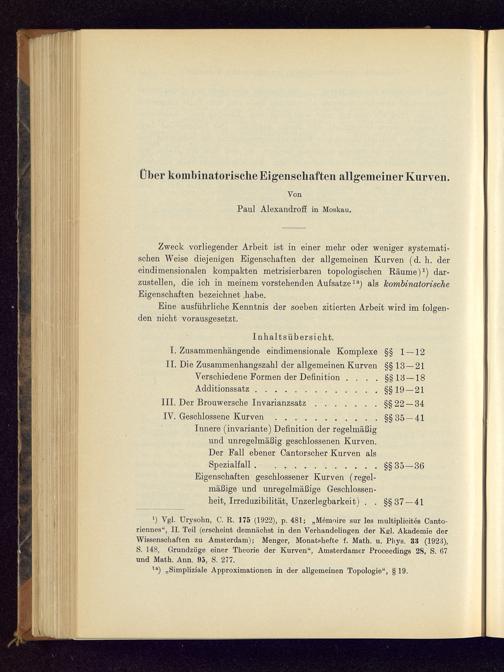 Über kombinatorische Eigenschaften allgemeiner Kurven.
Von
Paul Alexandroff in Moskau.
Zweck vorliegender Arbeit ist in einer mehr oder weniger systemati-
schen Weise diejenigen Eigenschaften der allgemeinen Kurven (d. h. der
eindimensionalen kompakten metrisierbaren topologischen Räume)¹) dar-
zustellen, die ich in meinem vorstehenden Aufsatze¹ᵃ) als kombinatorische
Eigenschaften bezeichnet habe.
Eine ausführliche Kenntnis der soeben zitierten Arbeit wird im folgen-
den nicht vorausgesetzt.
Inhaltsübersicht.
I. Zusammenhängende eindimensionale Komplexe §§ 1—12
II. Die Zusammenhangszahl der allgemeinen Kurven §§ 13—21
Verschiedene Formen der Definition . . . . §§ 13—18
Additionssatz . . . . . . . . . . . . . §§ 19—21
III. Der Brouwersche Invarianzsatz . . . . . . . §§ 22—34
IV. Geschlossene Kurven . . . . . . . . . . . §§ 35—41
Innere (invariante) Definition der regelmäßig
und unregelmäßig geschlossenen Kurven.
Der Fall ebener Cantorscher Kurven als
Spezialfall . . . . . . . . . . . . . §§ 35—36
Eigenschaften geschlossener Kurven (regel-
mäßige und unregelmäßige Geschlossen-
heit, Irreduzibilität, Unzerlegbarkeit) . . §§ 37—41
¹) Vgl. Urysohn, C. R. 175 (1922), p. 481; „Mémoire sur les multiplicités Canto-
riennes“, II. Teil (erscheint demnächst in den Verhandelingen der Kgl. Akademie der
Wissenschaften zu Amsterdam); Menger, Monatshefte f. Math. u. Phys. 33 (1923),
S. 148, Grundzüge einer Theorie der Kurven“, Amsterdamer Proceedings 28, S. 67
und Math. Ann. 95, S. 277.
¹ᵃ) „Simpliziale Approximationen in der allgemeinen Topologie“, § 19.